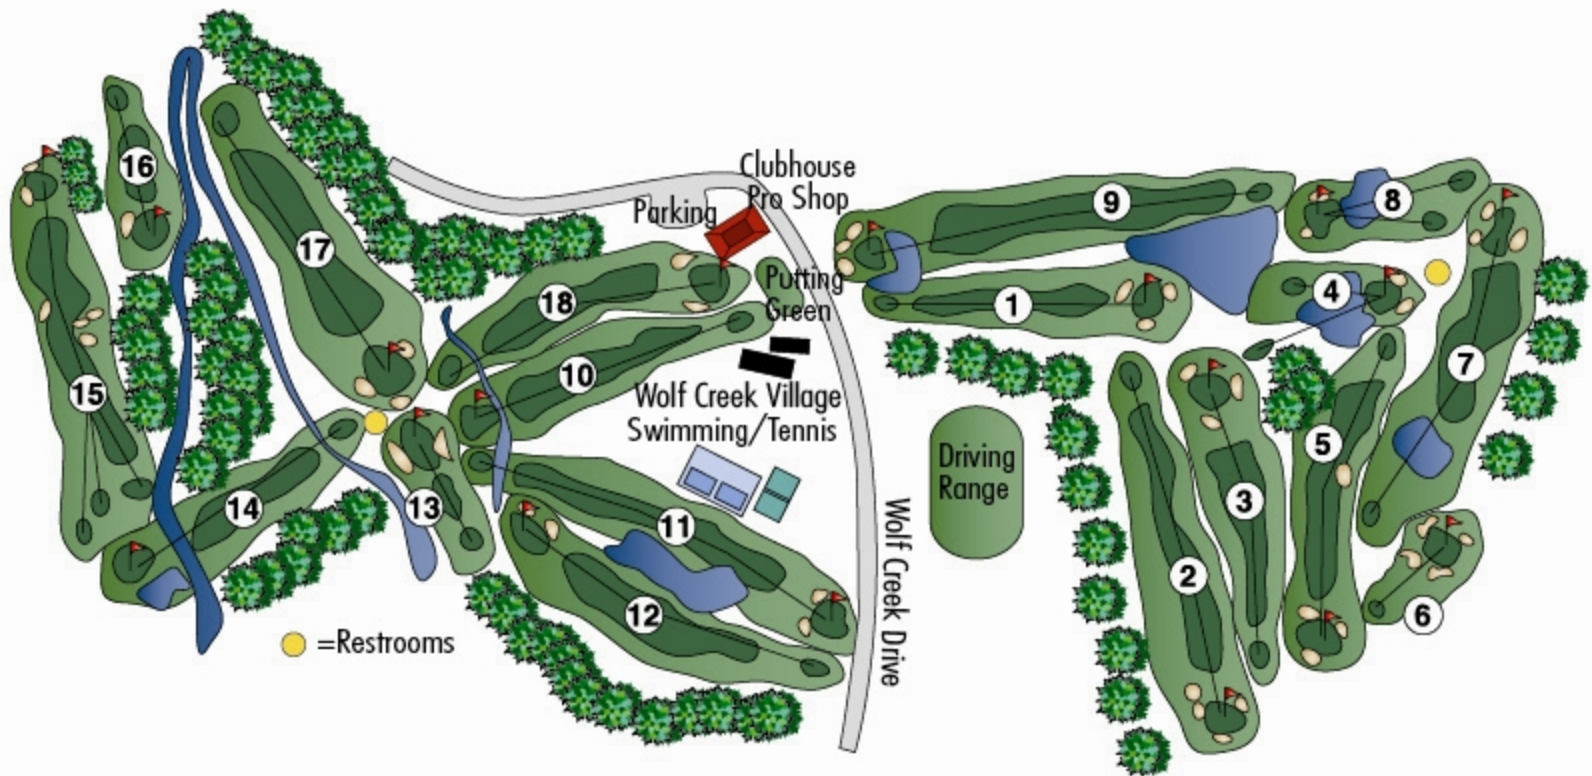 Clubhouse
Pro Shop
Parking
Putting
Green
16
17
18
10
15
14
13
11
12
Wolf Creek Village
Swimming/Tennis
Wolf Creek Drive
=Restrooms
9
8
1
4
7
5
3
2
6
Driving
Range